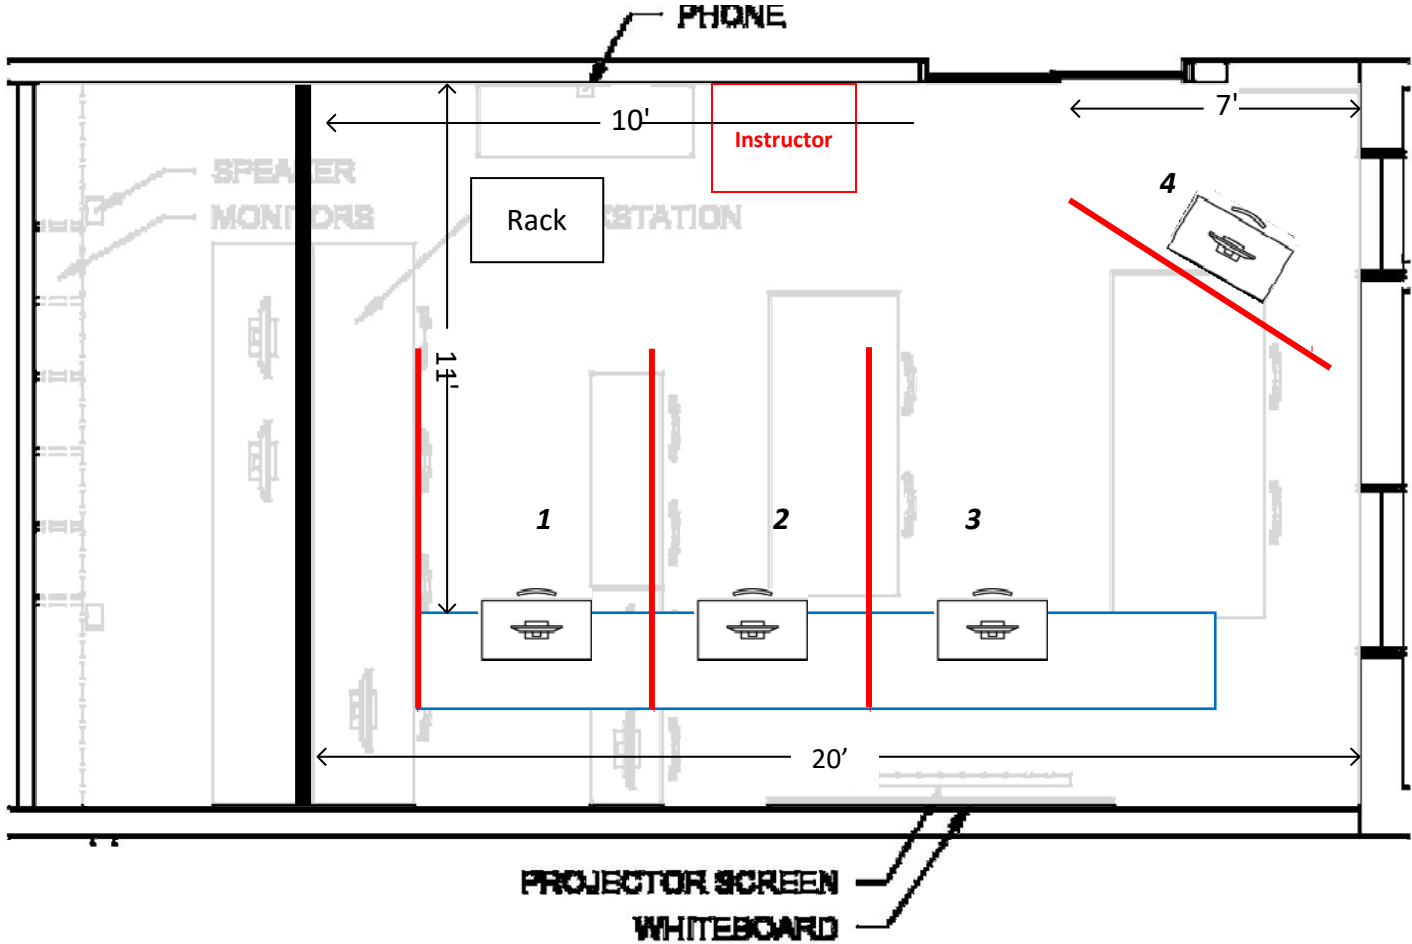 PHONE
10'
7'
Instructor
4
SPEAKER
MONITORS
STATION
Rack
11'
1
2
3
20’
PROJECTOR SCREEN
WHITEBOARD